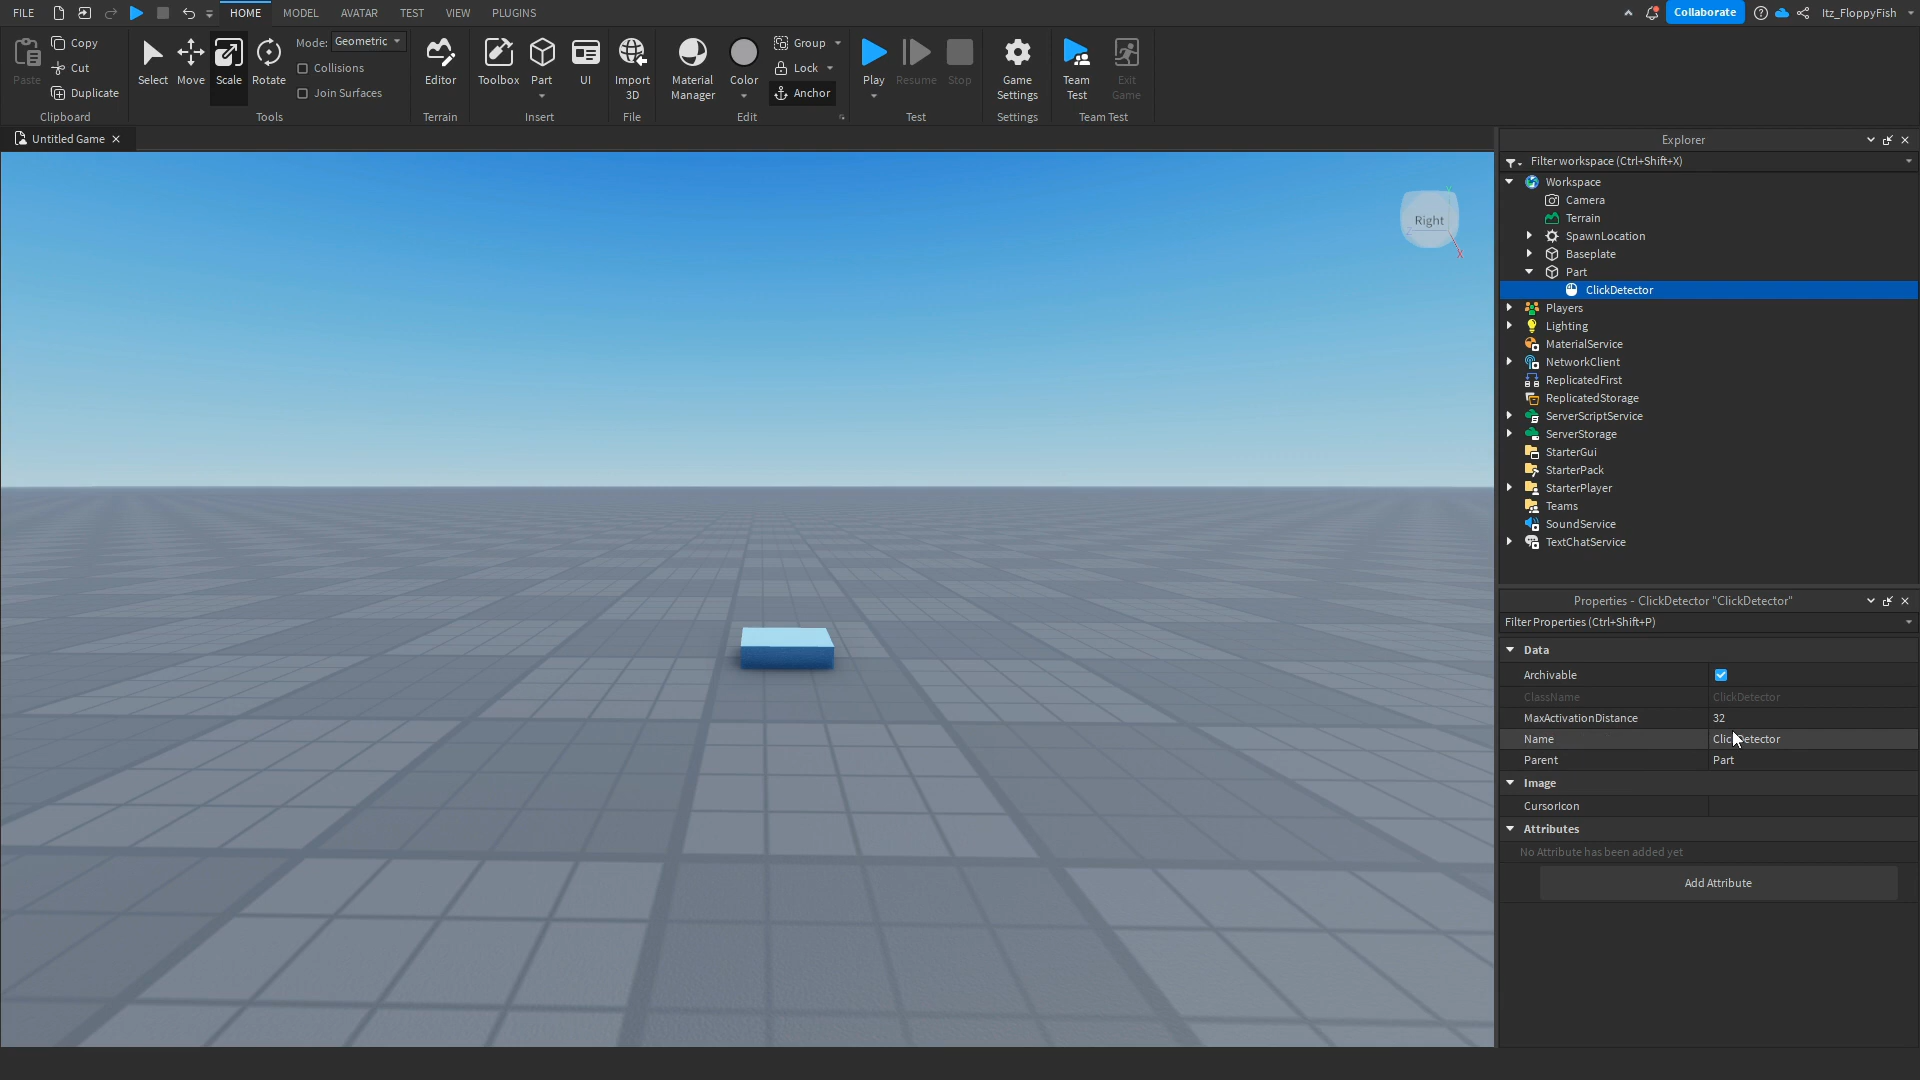 FILE HOME MODEL AVATAR TEST VIEW PLUGINS Collaborate Itz_FloppyFish
Paste Copy Cut Duplicate
Clipboard
Select Move Scale Rotate
Mode: Geometric
Collisions
Join Surfaces
Tools
Editor
Terrain
Toolbox Part UI
Insert
Import 3D
File
Material Manager Color
Group
Lock
Anchor
Edit
Play Resume Stop
Test
Game Settings
Settings
Team Test Exit Game
Team Test
Untitled Game
Right
X
Explorer
Filter workspace (Ctrl+Shift+X)
Workspace
Camera
Terrain
SpawnLocation
Baseplate
Part
ClickDetector
Players
Lighting
MaterialService
NetworkClient
ReplicatedFirst
ReplicatedStorage
ServerScriptService
ServerStorage
StarterGui
StarterPack
StarterPlayer
Teams
SoundService
TextChatService
Properties - ClickDetector "ClickDetector"
Filter Properties (Ctrl+Shift+P)
Data
Archivable
ClassName ClickDetector
MaxActivationDistance 32
Name ClickDetector
Parent Part
Image
CursorIcon
Attributes
No Attribute has been added yet
Add Attribute